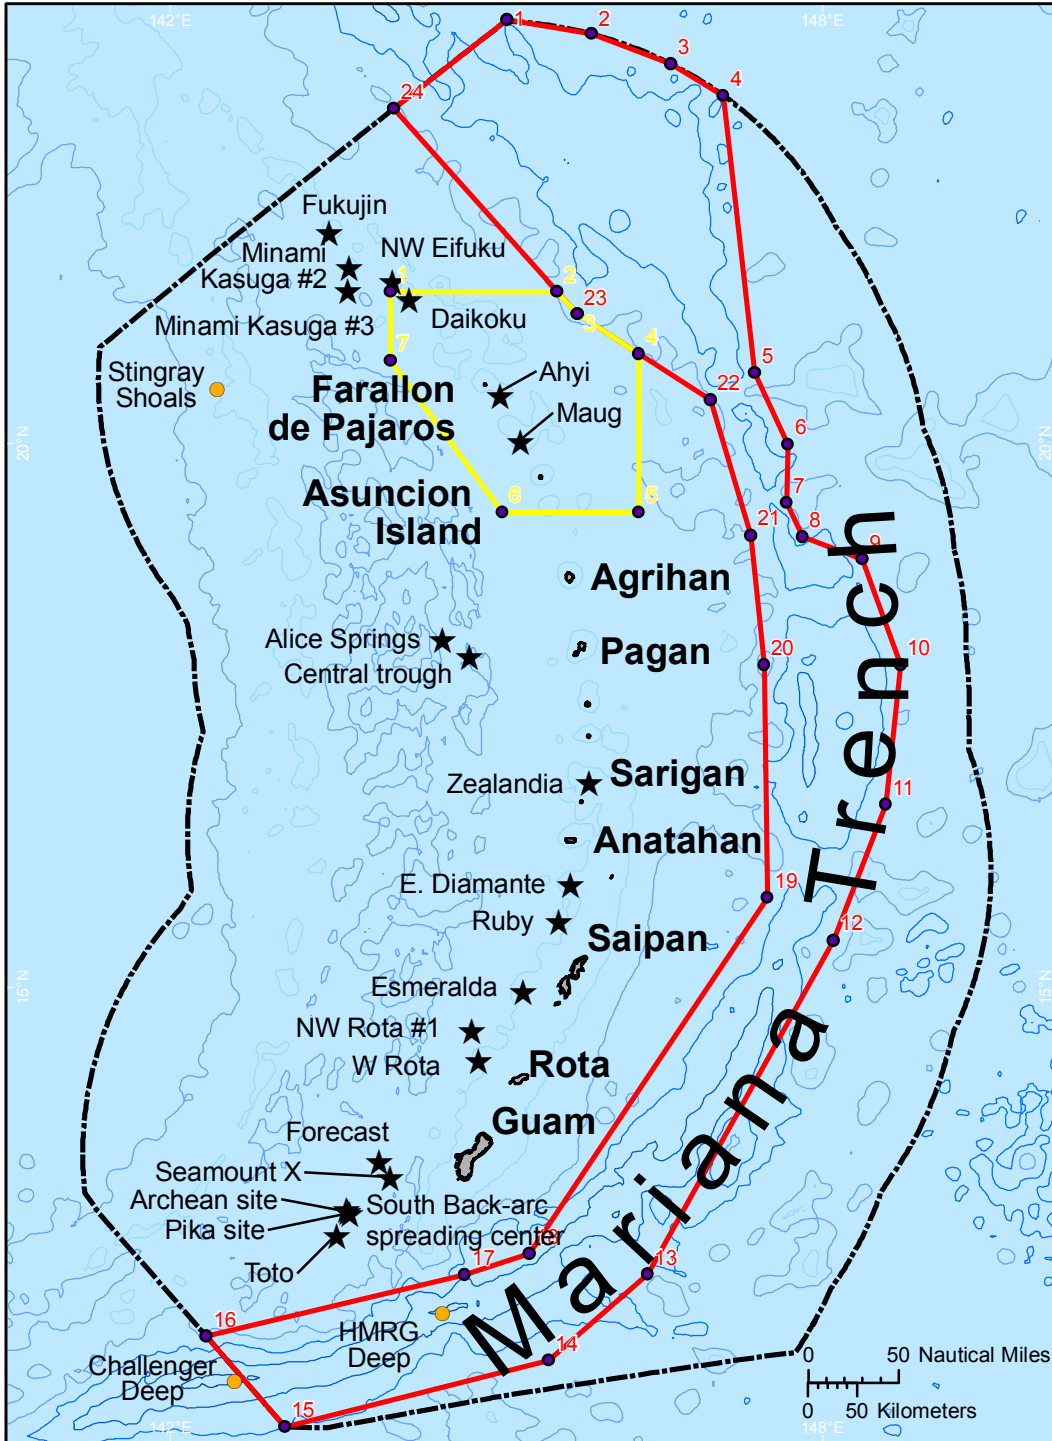 142°E
148°E
1
2
3
4
24
Fukujin
Minami
Kasuga #2
NW Eifuku
1
2
Minami Kasuga #3
Daikoku
23
3
4
7
5
Stingray
Shoals
Farallon
de Pajaros
Ahyi
Maug
22
6
20°N
20°N
Asuncion
Island
6
5
7
8
21
9
Agrihan
Alice Springs
Central trough
Pagan
20
10
Zealandia
Sarigan
11
Anatahan
E. Diamante
19
Ruby
Saipan
12
15°N
15°N
Esmeralda
NW Rota #1
W Rota
Rota
Guam
Mariana Trench
Forecast
Seamount X
Archean site
Pika site
South Back-arc
spreading center
18
Toto
17
13
16
HMRG
Deep
14
Challenger
Deep
15
0 50 Nautical Miles
0 50 Kilometers
142°E
148°E